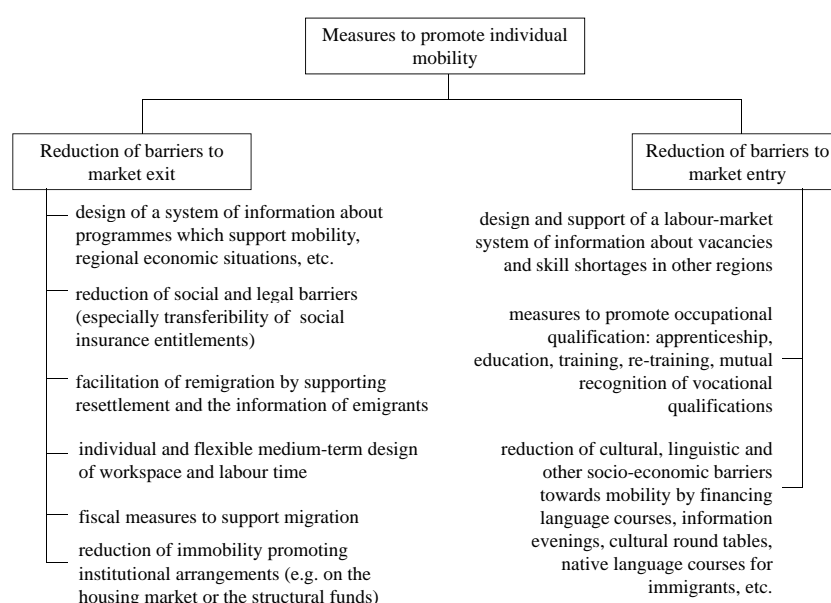 Measures to promote individual
mobility
Reduction of barriers to
market exit
design of a system of information about
programmes which support mobility,
regional economic situations, etc.
reduction of social and legal barriers
(especially transferibility of social
insurance entitlements)
facilitation of remigration by supporting
resettlement and the information of emigrants
individual and flexible medium-term design
of workspace and labour time
fiscal measures to support migration
reduction of immobility promoting
institutional arrangements (e.g. on the
housing market or the structural funds)
Reduction of barriers to
market entry
design and support of a labour-market
system of information about vacancies
and skill shortages in other regions
measures to promote occupational
qualification: apprenticeship,
education, training, re-training, mutual
recognition of vocational
qualifications
reduction of cultural, linguistic and
other socio-economic barriers
towards mobility by financing
language courses, information
evenings, cultural round tables,
native language courses for
immigrants, etc.